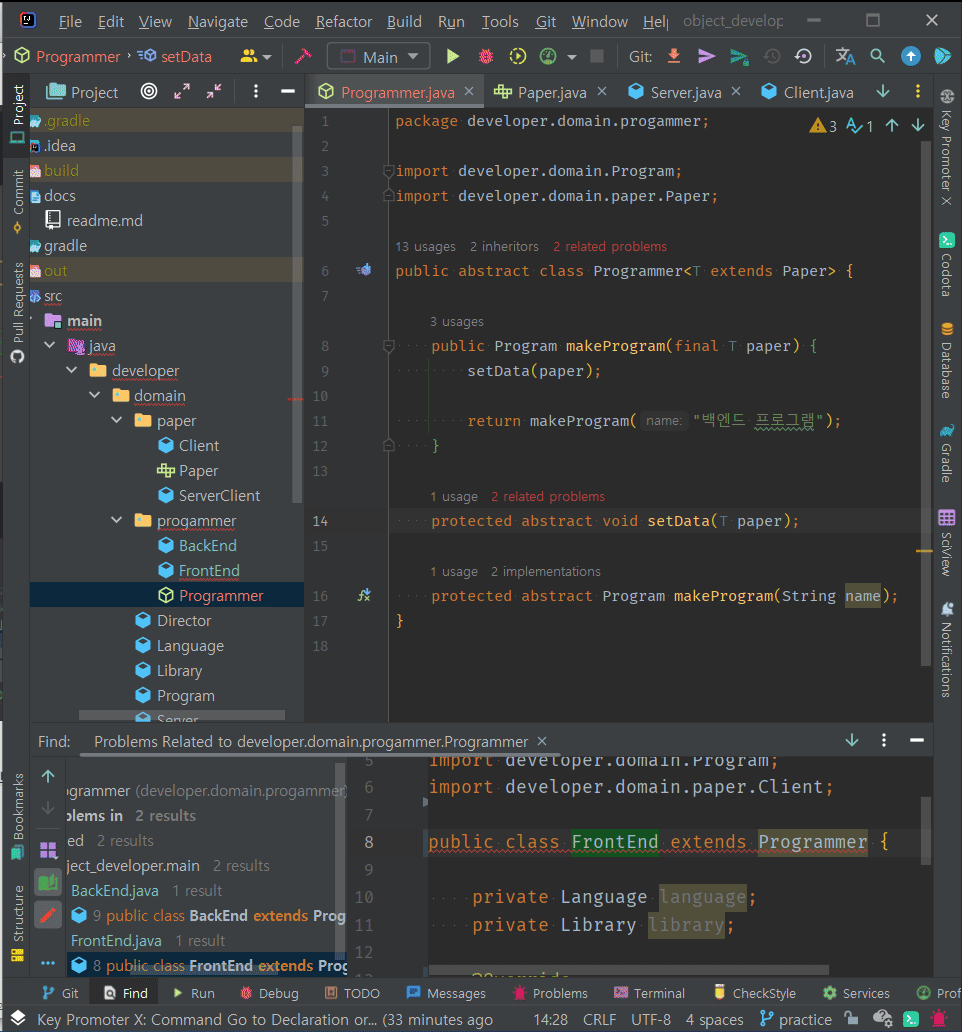 File Edit View Navigate Code Refactor Build Run Tools Git Window Help object_develop
Programmer setData Main Git:
Project
Programmer.java Paper.java Server.java Client.java
Project
Commit
Pull Requests
Bookmarks
Structure
.gradle
.idea
build
docs
readme.md
gradle
out
src
main
java
developer
domain
paper
Client
Paper
ServerClient
progammer
BackEnd
FrontEnd
Programmer
Director
Language
Library
Program
Server
3 1
1 package developer.domain.progammer;
2
3 import developer.domain.Program;
4 import developer.domain.paper.Paper;
5
13 usages 2 inheritors 2 related problems
6 public abstract class Programmer<T extends Paper> {
7
3 usages
8 public Program makeProgram(final T paper) {
9 setData(paper);
10
11 return makeProgram( name: "백엔드 프로그램");
12 }
13
1 usage 2 related problems
14 protected abstract void setData(T paper);
15
1 usage 2 implementations
16 protected abstract Program makeProgram(String name);
17 }
18
Key Promoter X
Codota
Database
Gradle
SciView
Notifications
Find: Problems Related to developer.domain.progammer.Programmer
ogrammer (developer.domain.progammer)
blems in 2 results
ed 2 results
ject_developer.main 2 results
BackEnd.java 1 result
9 public class BackEnd extends Prog
FrontEnd.java 1 result
8 public class FrontEnd extends Prog
5 import developer.domain.Program;
6 import developer.domain.paper.Client;
7
8 public class FrontEnd extends Programmer {
9
10 private Language language;
11 private Library library;
12
13 @Override
Git Find Run Debug TODO Messages Problems Terminal CheckStyle Services Prof
Key Promoter X: Command Go to Declaration or... (33 minutes ago 14:28 CRLF UTF-8 4 spaces practice